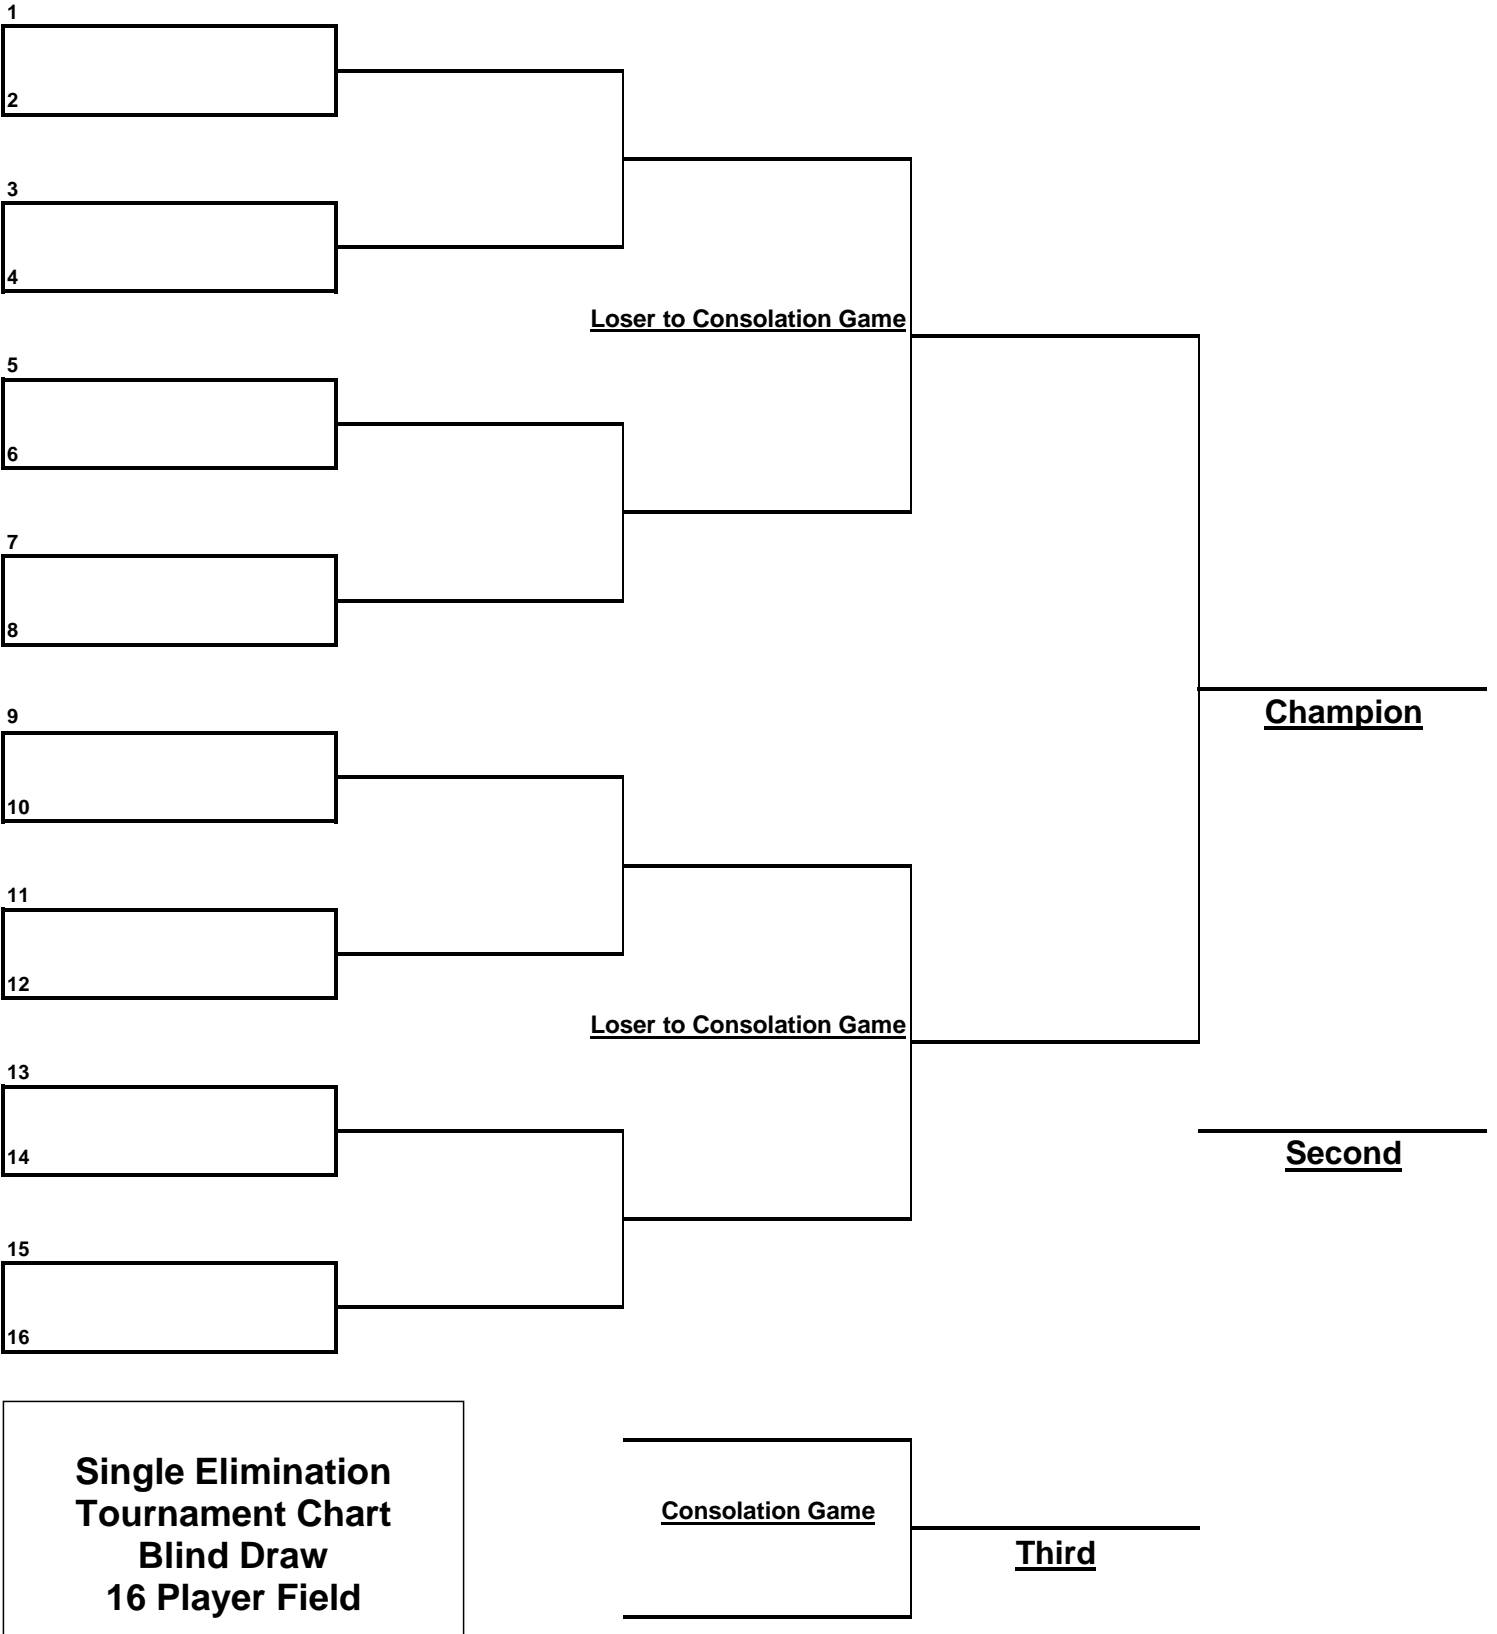 1
2
3
4
Loser to Consolation Game
5
6
7
8
9
Champion
10
11
12
Loser to Consolation Game
13
14
Second
15
16
Single Elimination
Tournament Chart
Blind Draw
16 Player Field
Consolation Game
Third